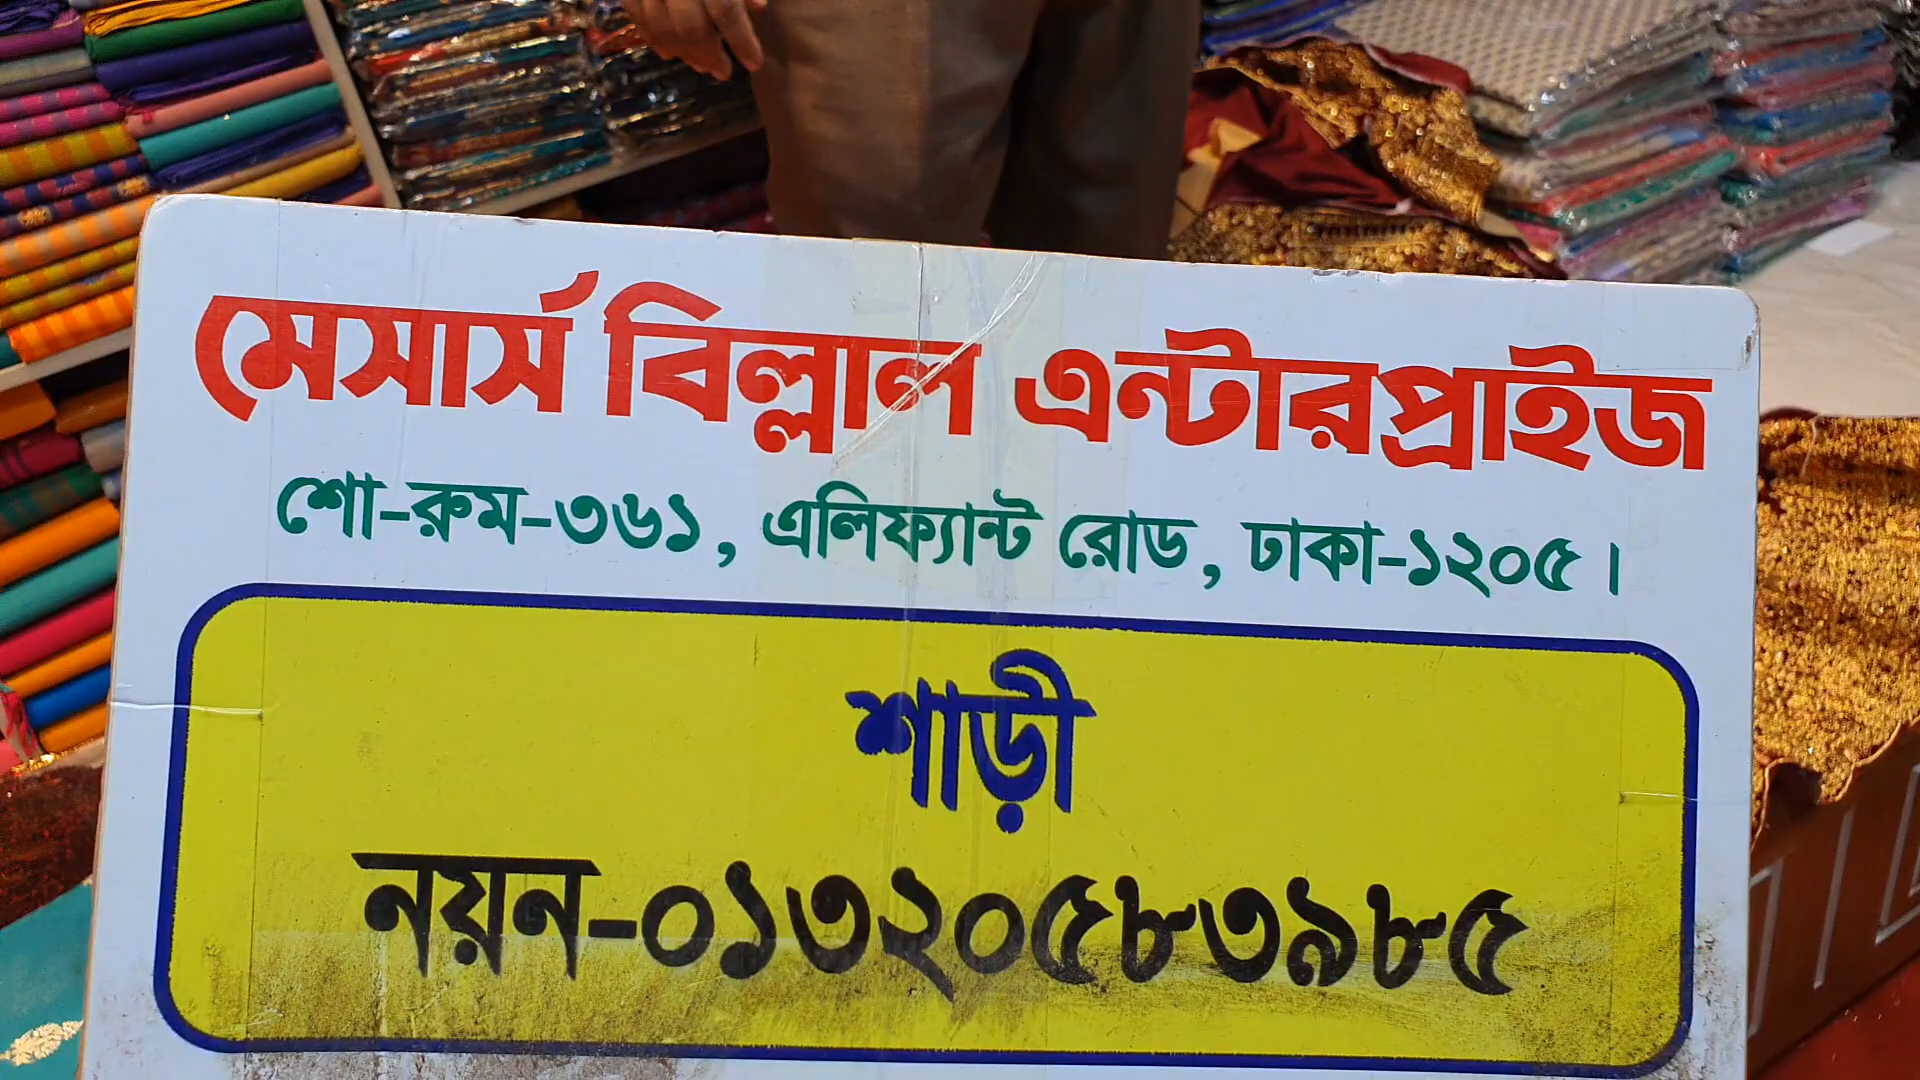 মেসার্স বিল্লাল এন্টারপ্রাইজ
শো-রুম-৩৬১, এলিফ্যান্ট রোড, ঢাকা-১২০৫।
শাড়ী
নয়ন-০১৩২০৫৮৩৯৮৫